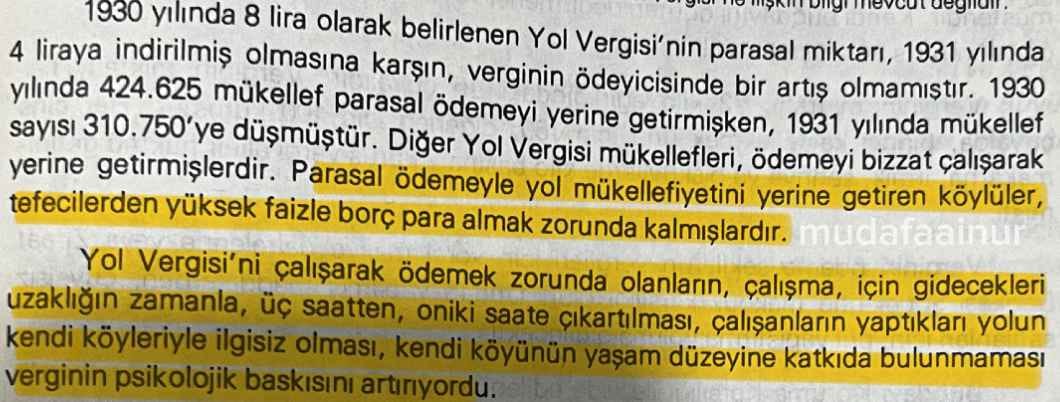 bilgi mevcut değildir.
1930 yılında 8 lira olarak belirlenen Yol Vergisi’nin parasal miktarı, 1931 yılında
4 liraya indirilmiş olmasına karşın, verginin ödeyicisinde bir artış olmamıştır. 1930
yılında 424.625 mükellef parasal ödemeyi yerine getirmişken, 1931 yılında mükellef
sayısı 310.750’ye düşmüştür. Diğer Yol Vergisi mükellefleri, ödemeyi bizzat çalışarak
yerine getirmişlerdir. Parasal ödemeyle yol mükellefiyetini yerine getiren köylüler,
tefecilerden yüksek faizle borç para almak zorunda kalmışlardır.
mudafaainur
Yol Vergisi’ni çalışarak ödemek zorunda olanların, çalışma, için gidecekleri
uzaklığın zamanla, üç saatten, oniki saate çıkartılması, çalışanların yaptıkları yolun
kendi köyleriyle ilgisiz olması, kendi köyünün yaşam düzeyine katkıda bulunmaması
verginin psikolojik baskısını artırıyordu.